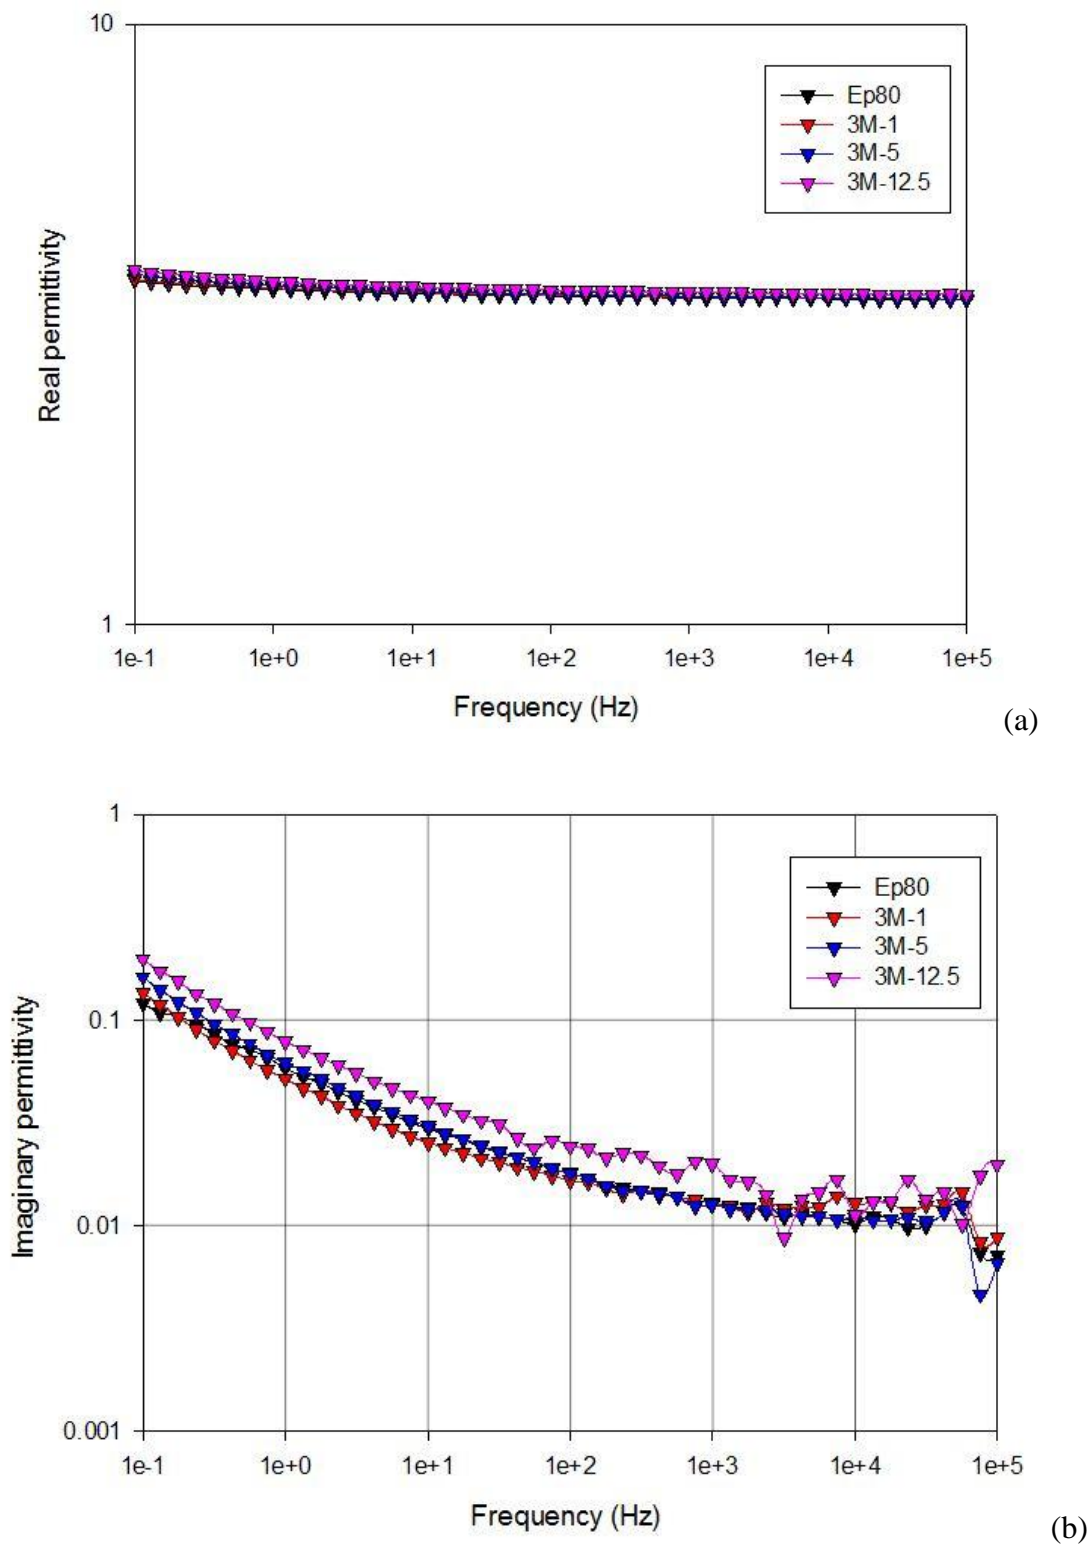 10
Ep80
3M-1
3M-5
3M-12.5
Real permittivity
1
1e-1 1e+0 1e+1 1e+2 1e+3 1e+4 1e+5
Frequency (Hz)
(a)
1
Ep80
3M-1
3M-5
3M-12.5
0.1
Imaginary permittivity
0.01
0.001
1e-1 1e+0 1e+1 1e+2 1e+3 1e+4 1e+5
Frequency (Hz)
(b)